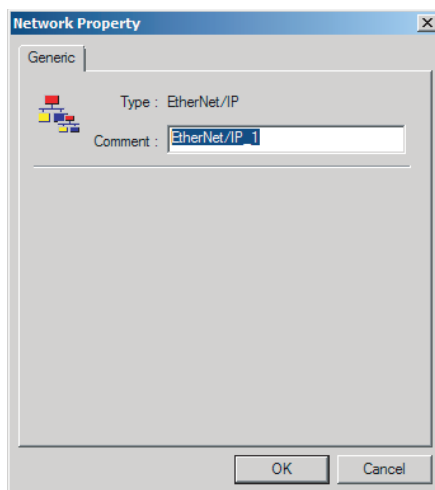 Network Property
Generic
Type : EtherNet/IP
Comment : EtherNet/IP_1
OK Cancel